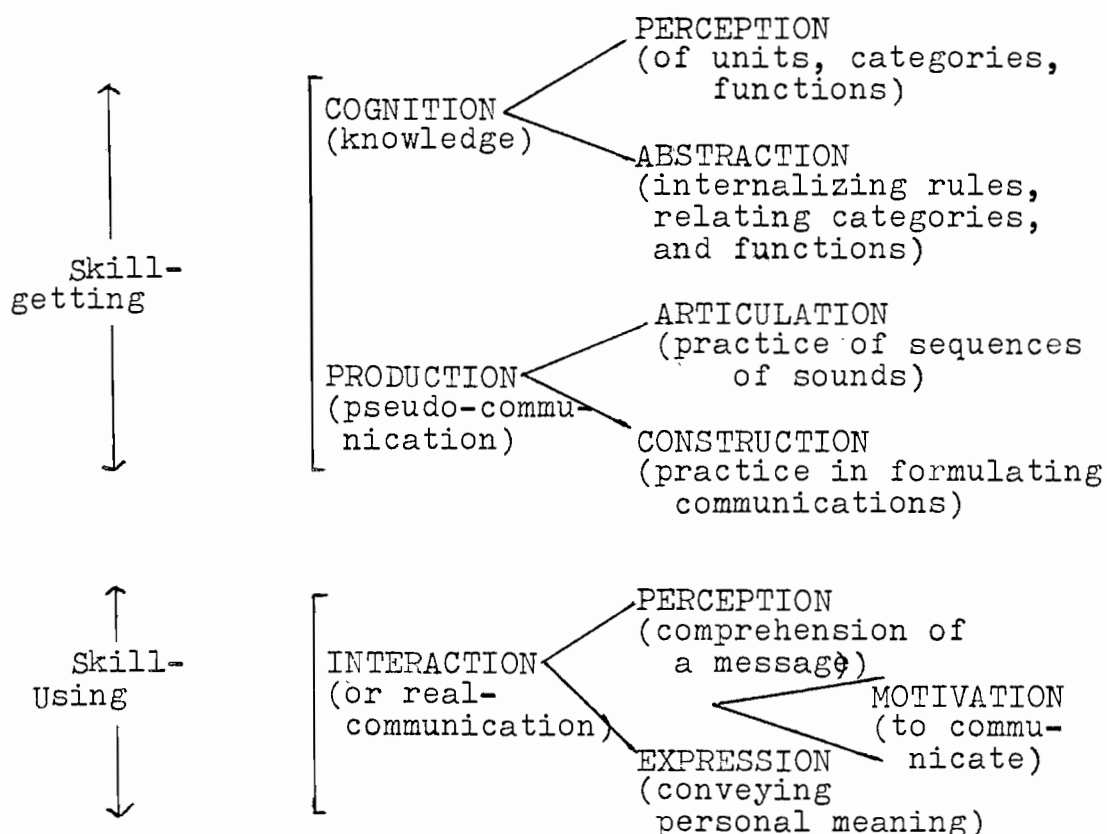 PERCEPTION
(of units, categories,
functions)
COGNITION
(knowledge)
ABSTRACTION
(internalizing rules,
relating categories,
and functions)
Skill-
getting
ARTICULATION
(practice of sequences
of sounds)
PRODUCTION
(pseudo-commu-
nication)
CONSTRUCTION
(practice in formulating
communications)
PERCEPTION
(comprehension of
a message)
Skill-
Using
INTERACTION
(or real-
communication)
MOTIVATION
(to commu-
nicate)
EXPRESSION
(conveying
personal meaning)